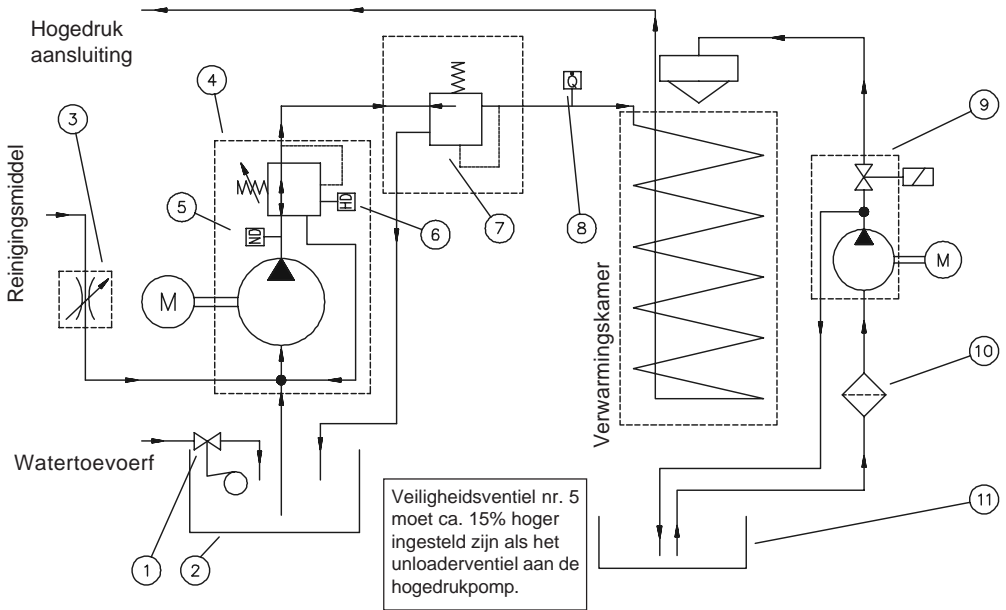 Hogedruk
aansluiting
4
3
9
5
ND
HD
6
7
Q
8
M
M
Reinigingsmiddel
Verwarmingskamer
10
Watertoevoerf
Veiligheidsventiel nr. 5
moet ca. 15% hoger
ingesteld zijn als het
unloaderventiel aan de
hogedrukpomp.
11
1
2